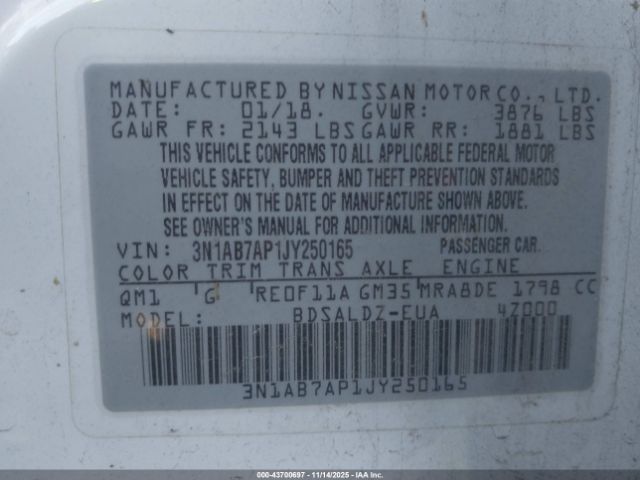 MANUFACTURED BY NISSAN MOTOR CO., LTD.
DATE: 01/18. GVWR: 3876 LBS
GAWR FR: 2143 LBS GAWR RR: 1881 LBS
THIS VEHICLE CONFORMS TO ALL APPLICABLE FEDERAL MOTOR
VEHICLE SAFETY, BUMPER AND THEFT PREVENTION STANDARDS
IN EFFECT ON THE DATE OF MANUFACTURE SHOWN ABOVE.
SEE OWNER'S MANUAL FOR ADDITIONAL INFORMATION.
VIN: 3N1AB7AP1JY250165 PASSENGER CAR.
COLOR TRIM TRANS AXLE ENGINE
QM1 G RE0F11A GM35 MRA8DE 1798 CC
MODEL: BDSALDZ-EUA 4Z000
3N1AB7AP1JY250165
000-43700697 - 11/14/2025 - IAA Inc.